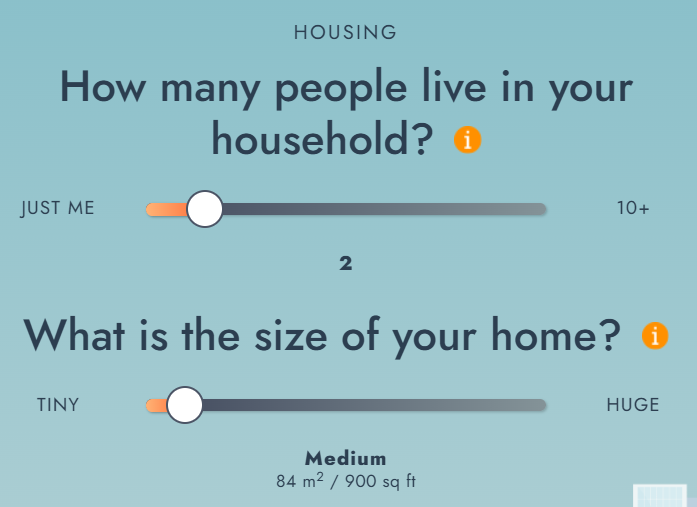 HOUSING
How many people live in your
household? i
JUST ME 10+
2
What is the size of your home? i
TINY HUGE
Medium
84 m² / 900 sq ft